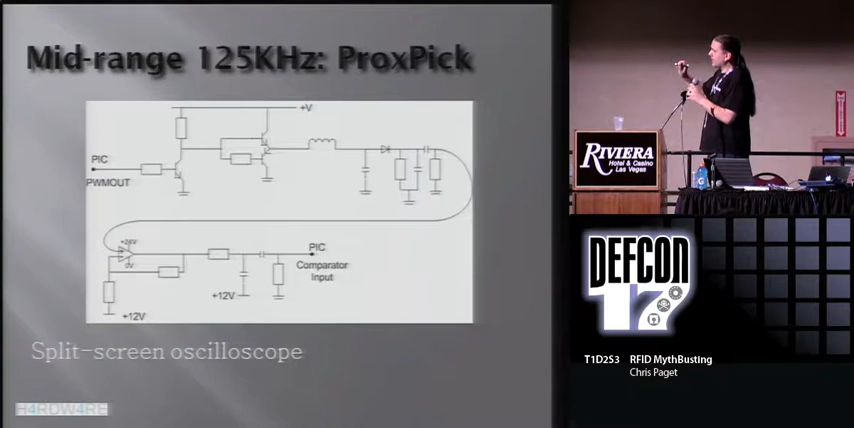 Mid-range 125KHz: ProxPick
+V
PIC
PWMOUT
+24V
0V
PIC
Comparator
Input
+12V
+12V
Split-screen oscilloscope
H4RDW4RE
RIVIERA
Hotel & Casino
Las Vegas
DEFCON
17
T1D2S3 RFID MythBusting
Chris Paget